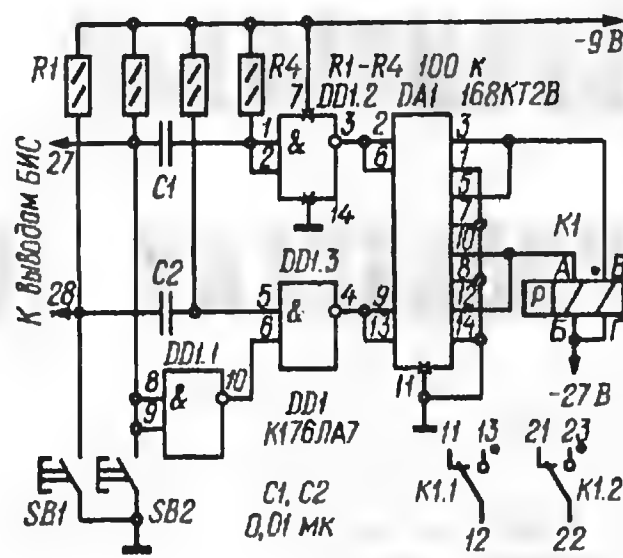 -9 В
R1
R4
R1-R4 100 к
7
DD1.2
DA1
168КТ2В
К выводам БИС
27
28
C1
C2
1
2
&
3
14
2
6
9
13
11
3
1
5
7
10
8
12
14
K1
А
В
Р
Б
Г
-27 В
DD1.3
5
6
&
4
DD1.1
8
9
&
10
DD1
К176ЛА7
SB1
SB2
C1, C2
0,01 мк
11
13
K1.1
12
21
23
K1.2
22